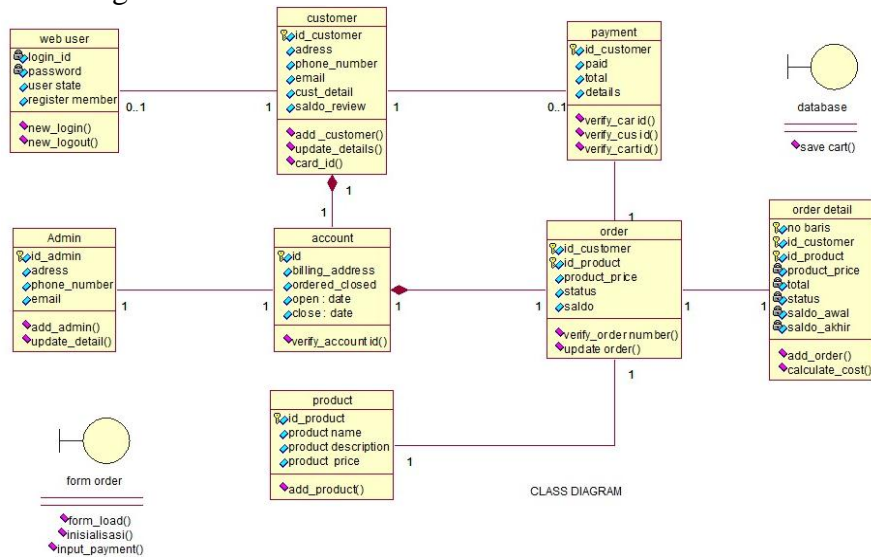 customer
id_customer
adress
phone_number
email
cust_detail
saldo_review
add _customer()
update_details()
card_id()
web user
login_id
password
user state
register member
new_login()
new_logout()
0..1
1
payment
id_customer
paid
total
details
verify_car id()
verify_cus id()
verify_cartid()
1
0..1
database
save cart()
1
1
1
Admin
id_admin
adress
phone_number
email
add_admin()
update_detail()
1
1
account
id
billing_address
ordered_closed
open : date
close : date
verify_account id()
1
1
order
id_customer
id_product
product_price
status
saldo
verify_order number()
update order()
1
1
1
order detail
no baris
id_customer
id_product
product_price
total
status
saldo_awal
saldo_akhir
add_order()
calculate_cost()
product
id_product
product name
product description
product price
add_product()
1
form order
form_load()
inisialisasi()
input_payment()
CLASS DIAGRAM